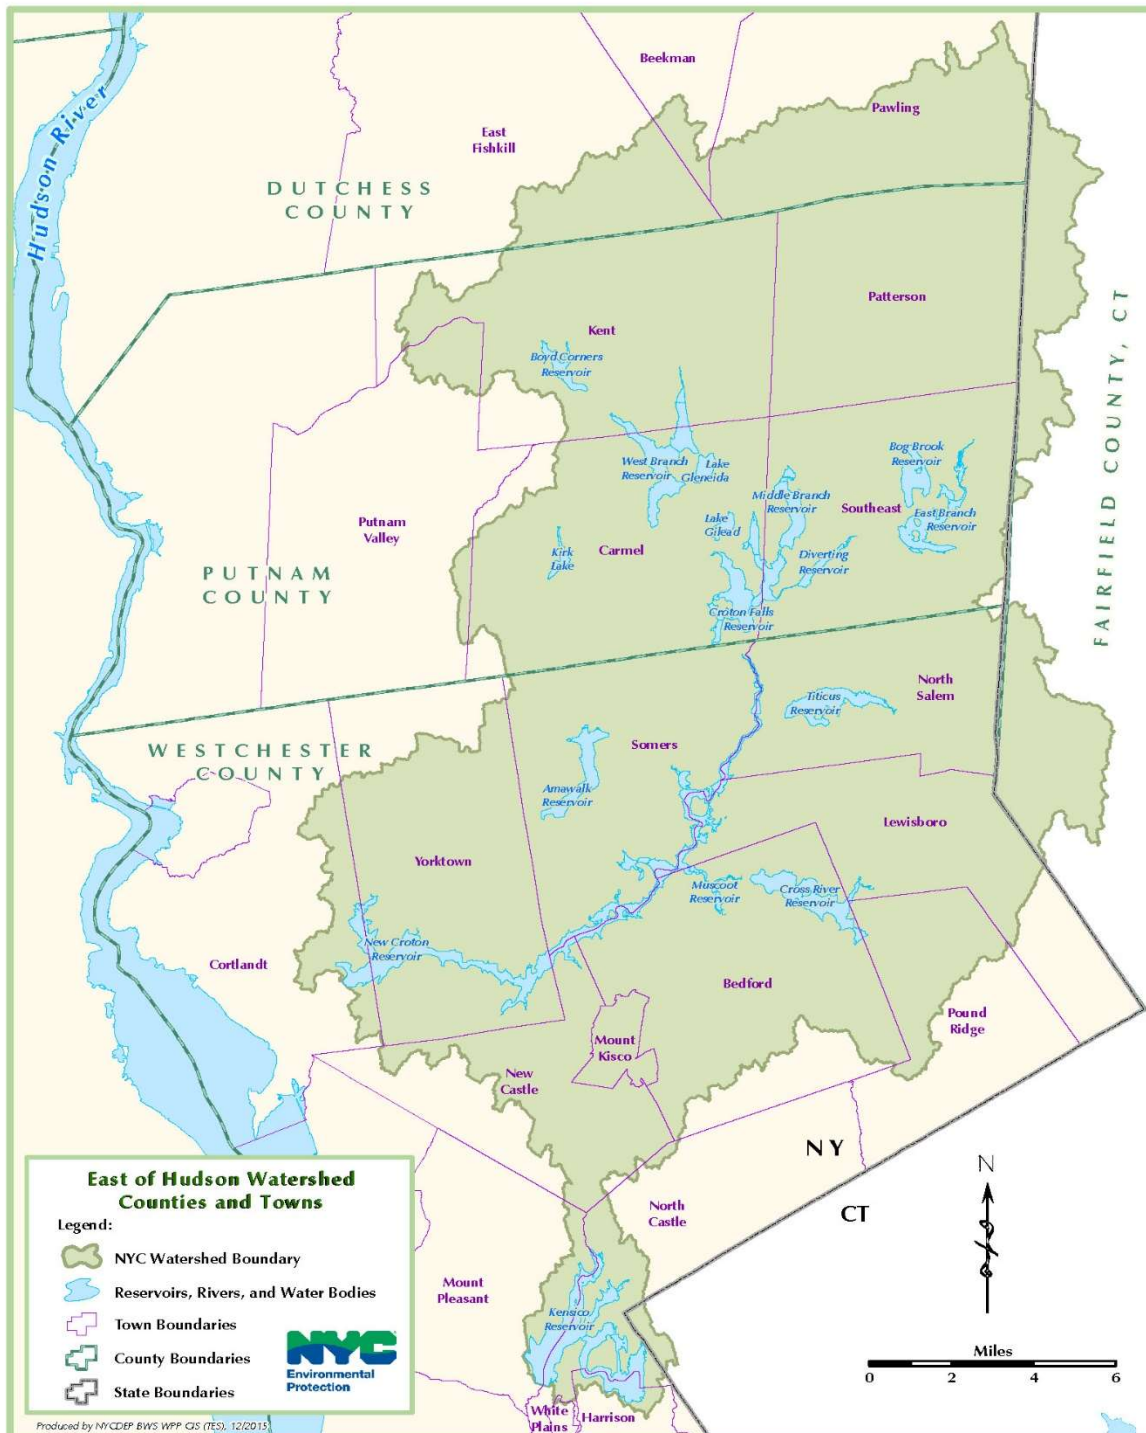 Beekman
Pawling
East
Fishkill
Hudson River
DUTCHESS
COUNTY
Patterson
Kent
Boyd Corners
Reservoir
FAIRFIELD COUNTY, CT
Bog Brook
Reservoir
West Branch
Reservoir
Lake
Gleneida
Middle Branch
Reservoir
Southeast
East Branch
Reservoir
Putnam
Valley
Lake
Gilead
Kirk
Lake
Carmel
Diverting
Reservoir
PUTNAM
COUNTY
Croton Falls
Reservoir
North
Salem
Titicus
Reservoir
WESTCHESTER
COUNTY
Somers
Amawalk
Reservoir
Lewisboro
Yorktown
Muscoot
Reservoir
Cross River
Reservoir
New Croton
Reservoir
Cortlandt
Bedford
Pound
Ridge
Mount
Kisco
New
Castle
NY
CT
North
Castle
Mount
Pleasant
Kensico
Reservoir
White
Plains
Harrison
N
Miles
0 2 4 6
East of Hudson Watershed
Counties and Towns
Legend:
NYC Watershed Boundary
Reservoirs, Rivers, and Water Bodies
Town Boundaries
County Boundaries
State Boundaries
NYC
Environmental
Protection
Produced by NYCDEP BWS WPP GIS (TES), 12/2015